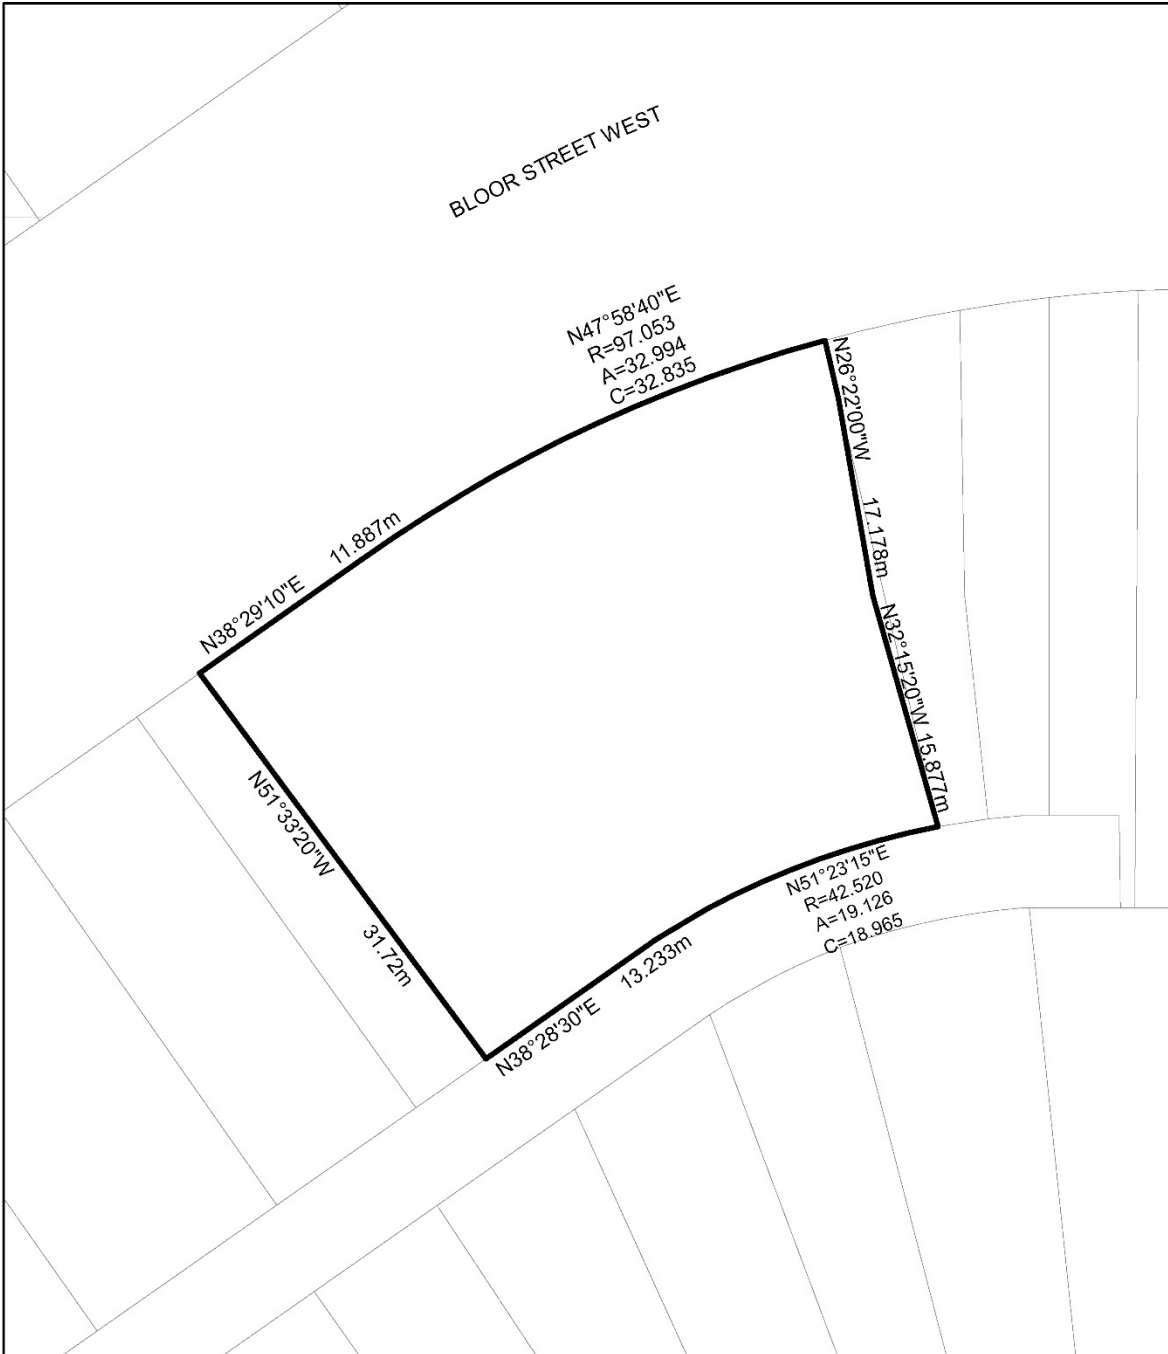 BLOOR STREET WEST
N47°58'40"E
R=97.053
A=32.994
C=32.835
N26°22'00"W
17.178m
N38°29'10"E
11.887m
N32°15'20"W 15.877m
N51°33'20"W
31.72m
N51°23'15"E
R=42.520
A=19.126
C=18.965
13.233m
N38°28'30"E